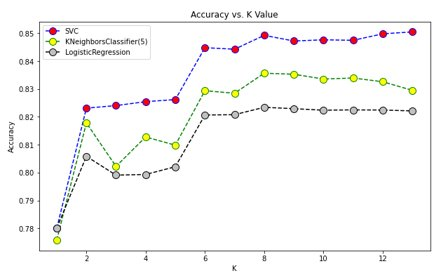 Accuracy vs. K Value
SVC
KNeighborsClassifier(5)
LogisticRegression
0.85
0.84
0.83
0.82
0.81
0.80
0.79
0.78
Accuracy
2 4 6 8 10 12
K